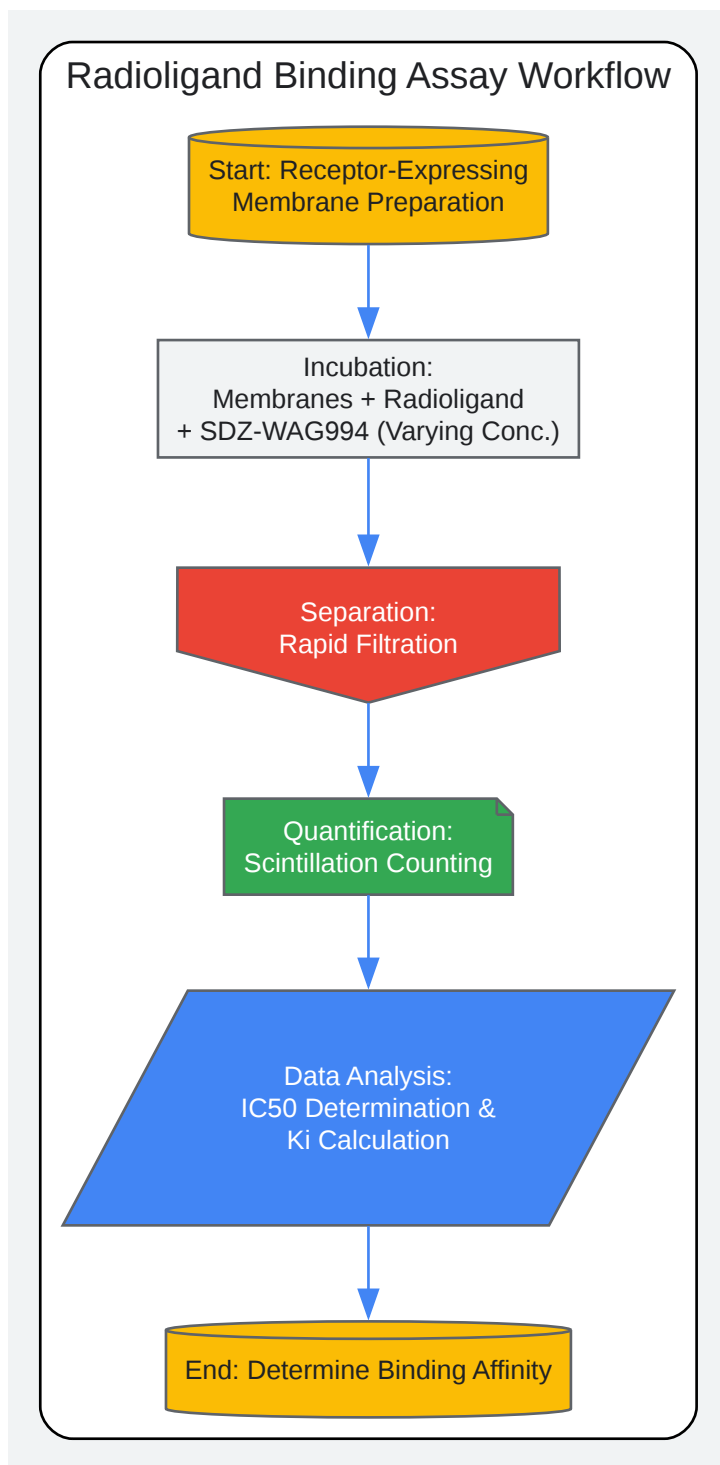 Radioligand Binding Assay Workflow
Start: Receptor-Expressing
Membrane Preparation
Incubation:
Membranes + Radioligand
+ SDZ-WAG994 (Varying Conc.)
Separation:
Rapid Filtration
Quantification:
Scintillation Counting
Data Analysis:
IC50 Determination &
Ki Calculation
End: Determine Binding Affinity